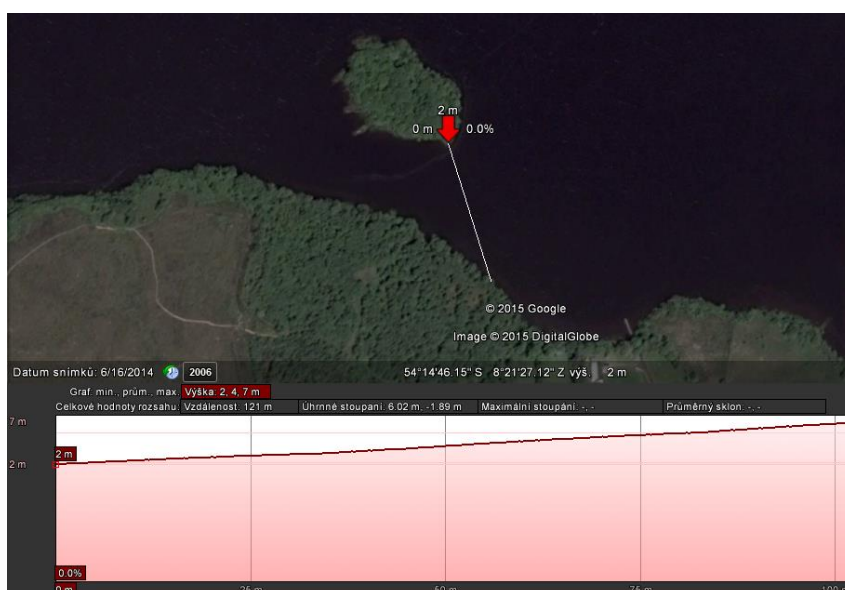 2 m
0 m 0.0%
© 2015 Google
Image © 2015 DigitalGlobe
Datum snímků: 6/16/2014 2006 54°14'46.15" S 8°21'27.12" Z výš. 2 m
Graf: min., prům., max. Výška: 2, 4, 7 m
Celkové hodnoty rozsahu: Vzdálenost: 121 m Úhrnné stoupání: 6.02 m, -1.89 m Maximální stoupání: -, - Průměrný sklon: -, -
7 m
2 m
2 m
0.0%
0 m 25 m 50 m 75 m 100